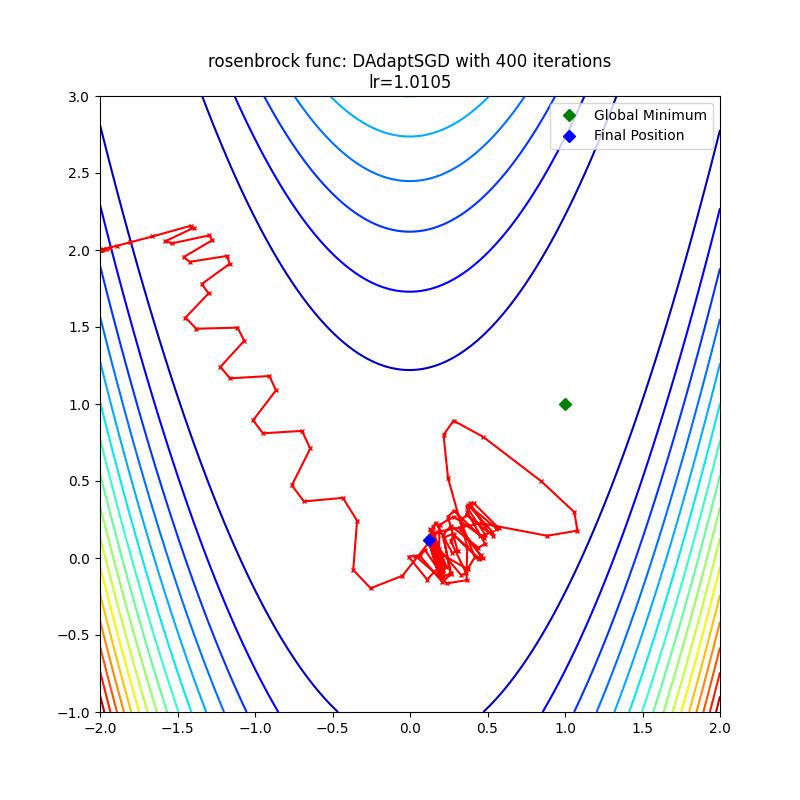 rosenbrock func: DAdaptSGD with 400 iterations
lr=1.0105
Global Minimum
Final Position
3.0
2.5
2.0
1.5
1.0
0.5
0.0
−0.5
−1.0
−2.0 −1.5 −1.0 −0.5 0.0 0.5 1.0 1.5 2.0